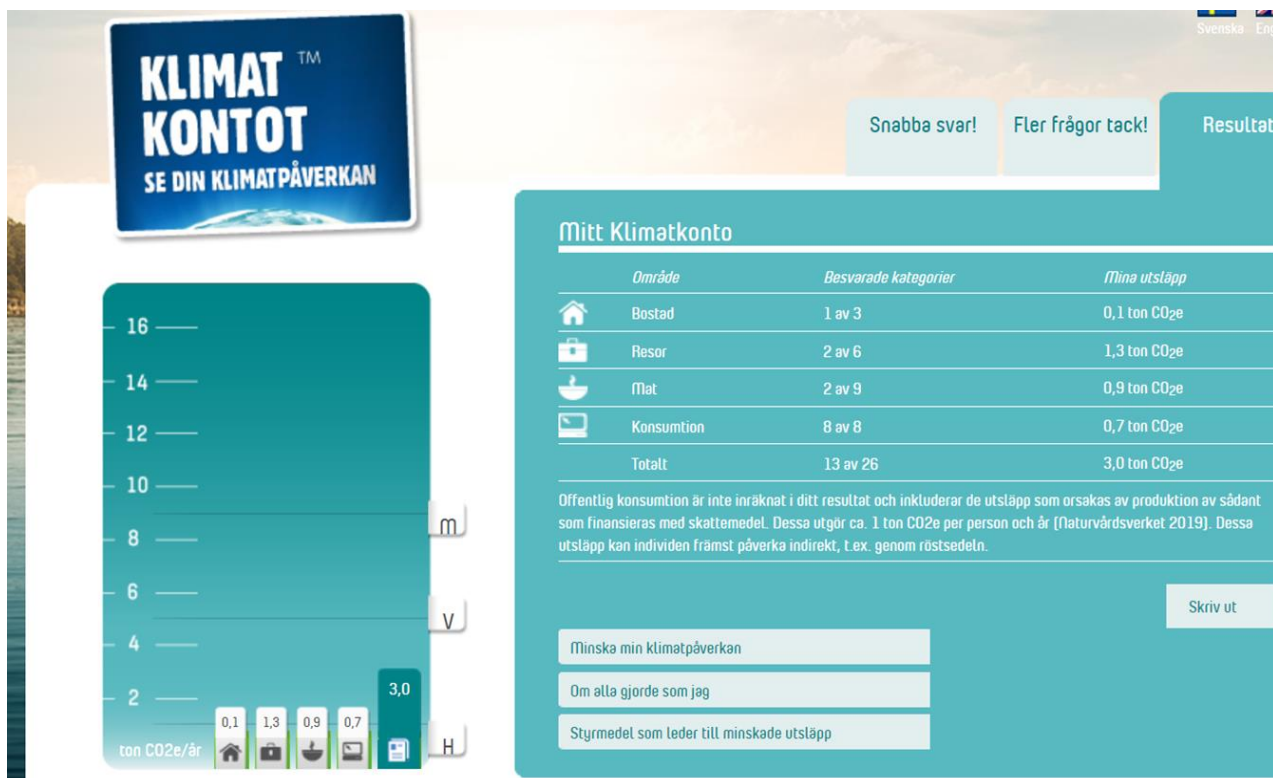 Svenska
KLIMAT ™
KONTOT
SE DIN KLIMATPÅVERKAN
Snabba svar!
Fler frågor tack!
Resultat
Mitt Klimatkonto
Område Besvarade kategorier Mina utsläpp
Bostad 1 av 3 0,1 ton CO2e
Resor 2 av 6 1,3 ton CO2e
Mat 2 av 9 0,9 ton CO2e
Konsumtion 8 av 8 0,7 ton CO2e
Totalt 13 av 26 3,0 ton CO2e
Offentlig konsumtion är inte inräknat i ditt resultat och inkluderar de utsläpp som orsakas av produktion av sådant
som finansieras med skattemedel. Dessa utgör ca. 1 ton CO2e per person och år (Naturvårdsverket 2019). Dessa
utsläpp kan individen främst påverka indirekt, t.ex. genom röstsedeln.
Skriv ut
Minska min klimatpåverkan
Om alla gjorde som jag
Styrmedel som leder till minskade utsläpp
16
14
12
10
M
8
6
V
4
2
3,0
0,1 1,3 0,9 0,7
ton CO2e/år
H